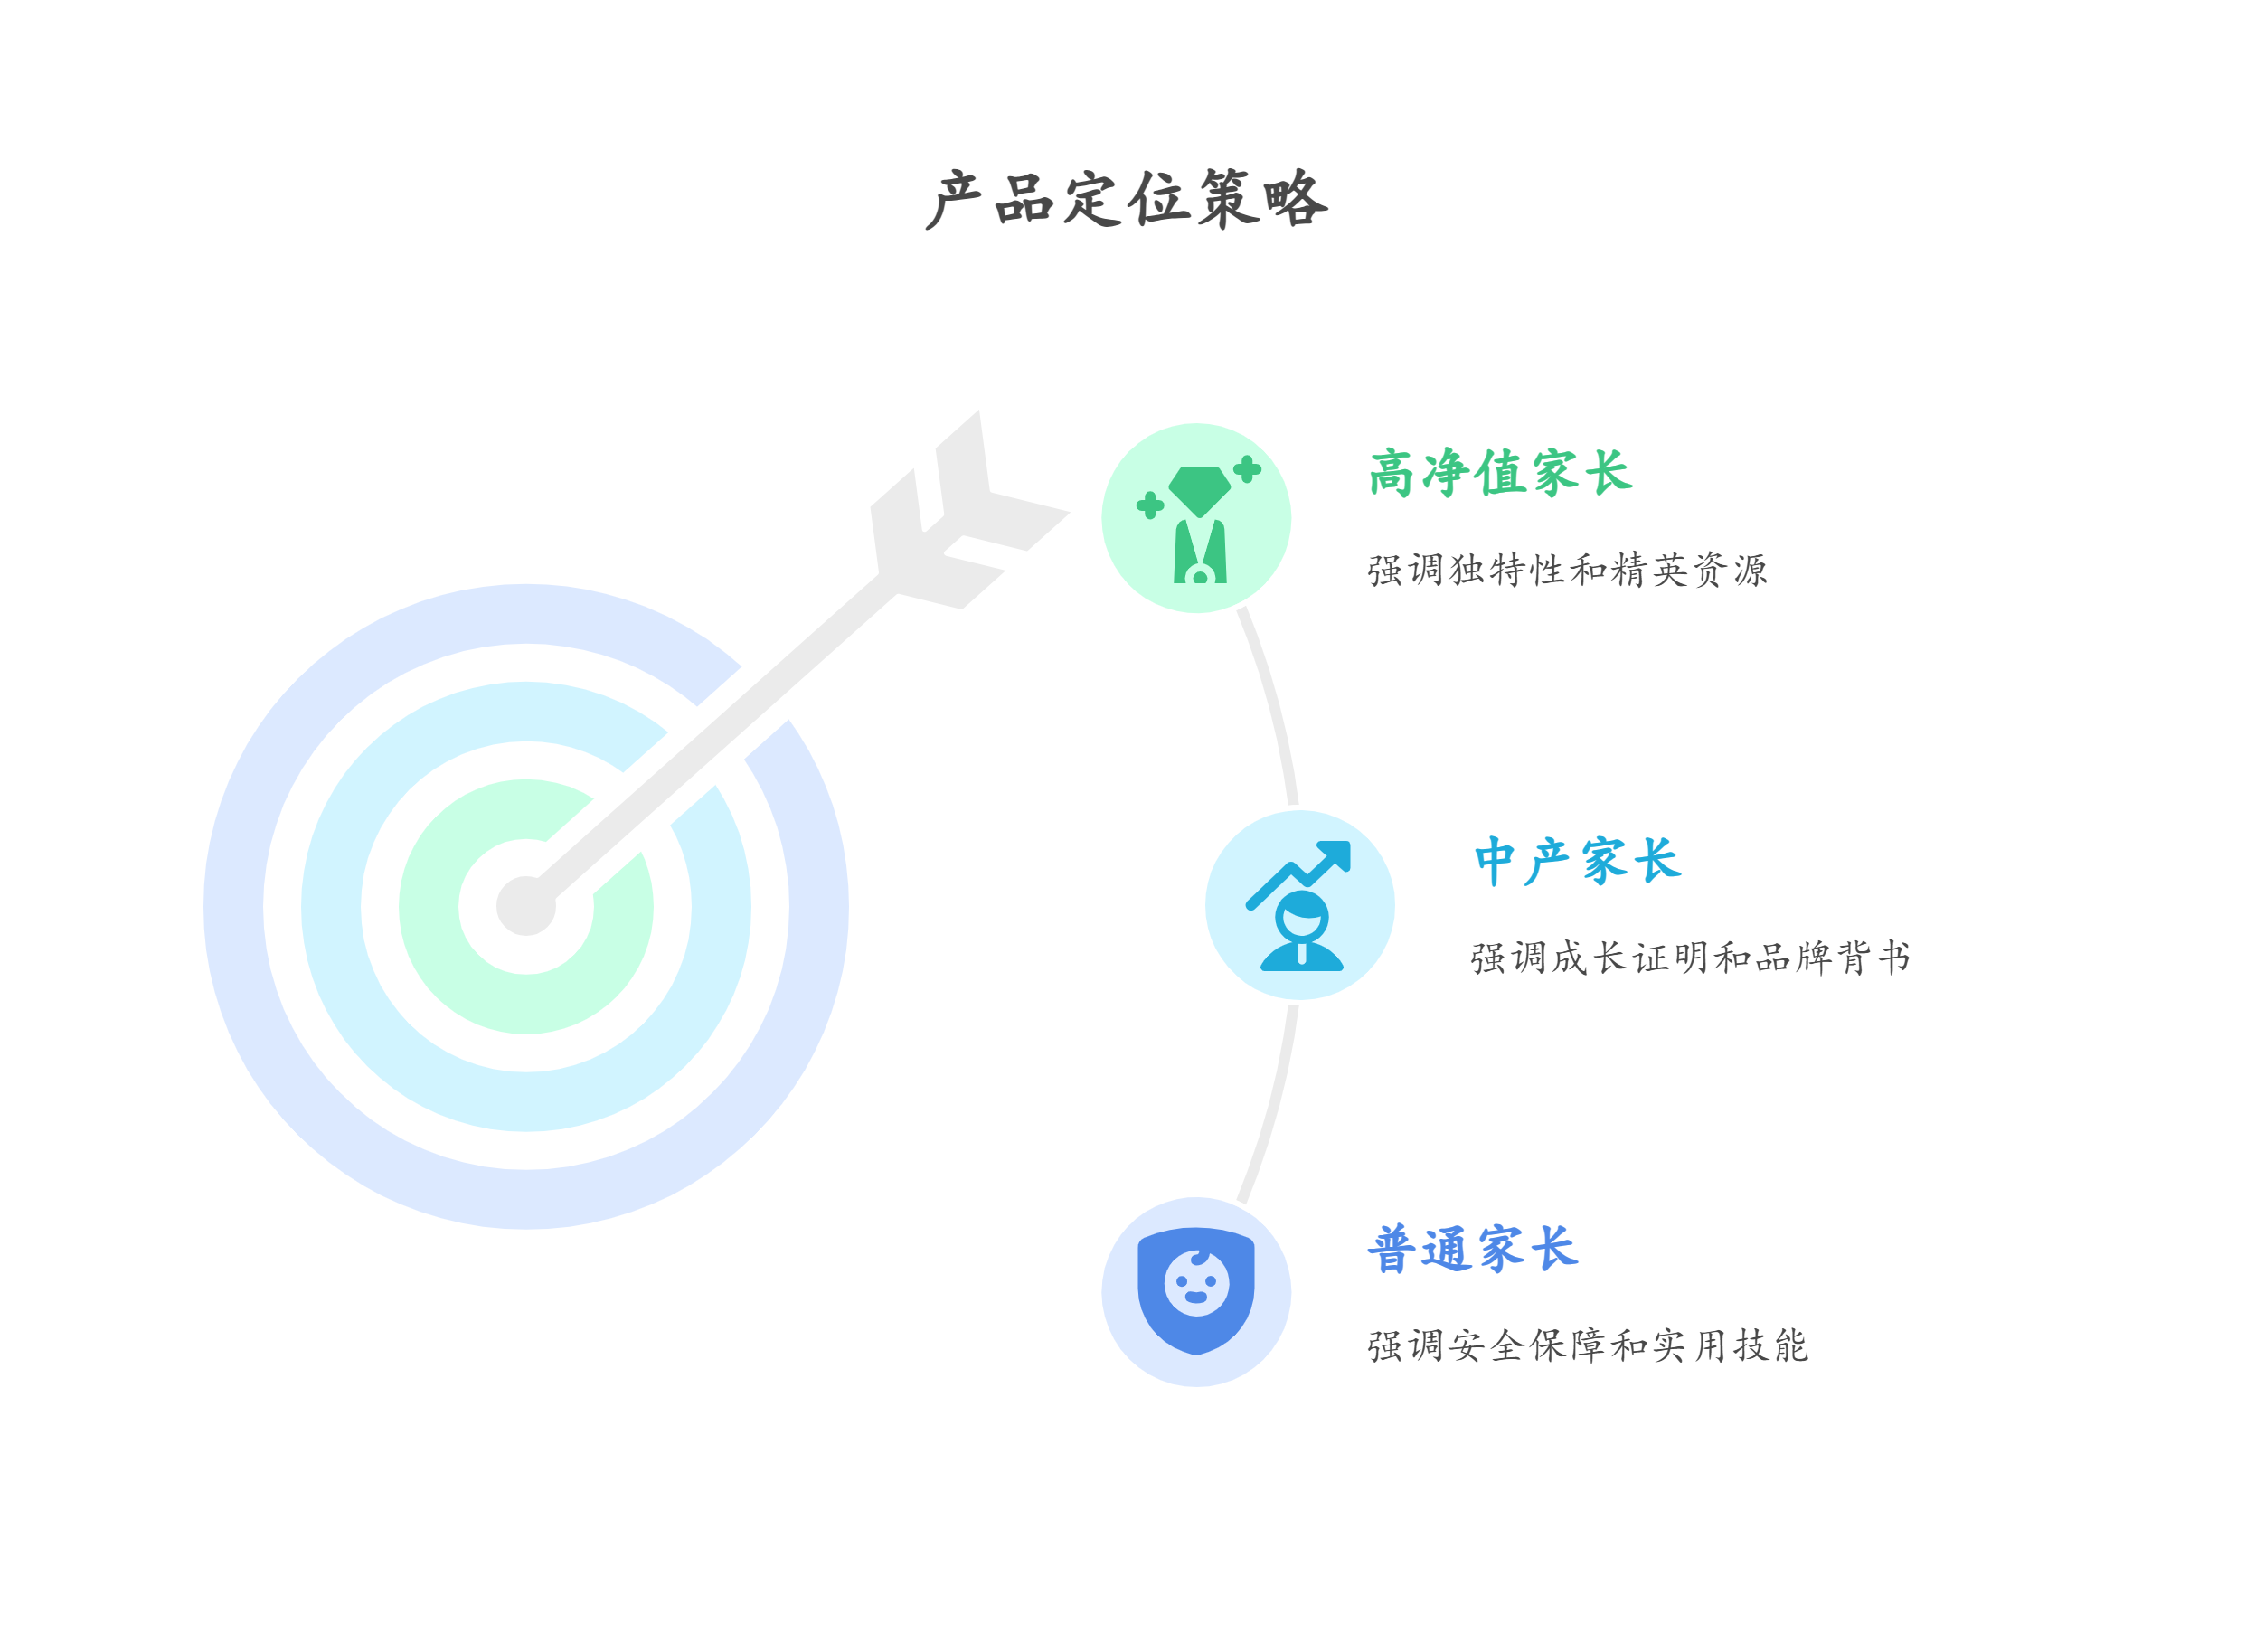 产品定位策略
高净值家长
强调独特性和精英资源
中产家长
强调成长证明和品牌背书
普通家长
强调安全保障和实用技能